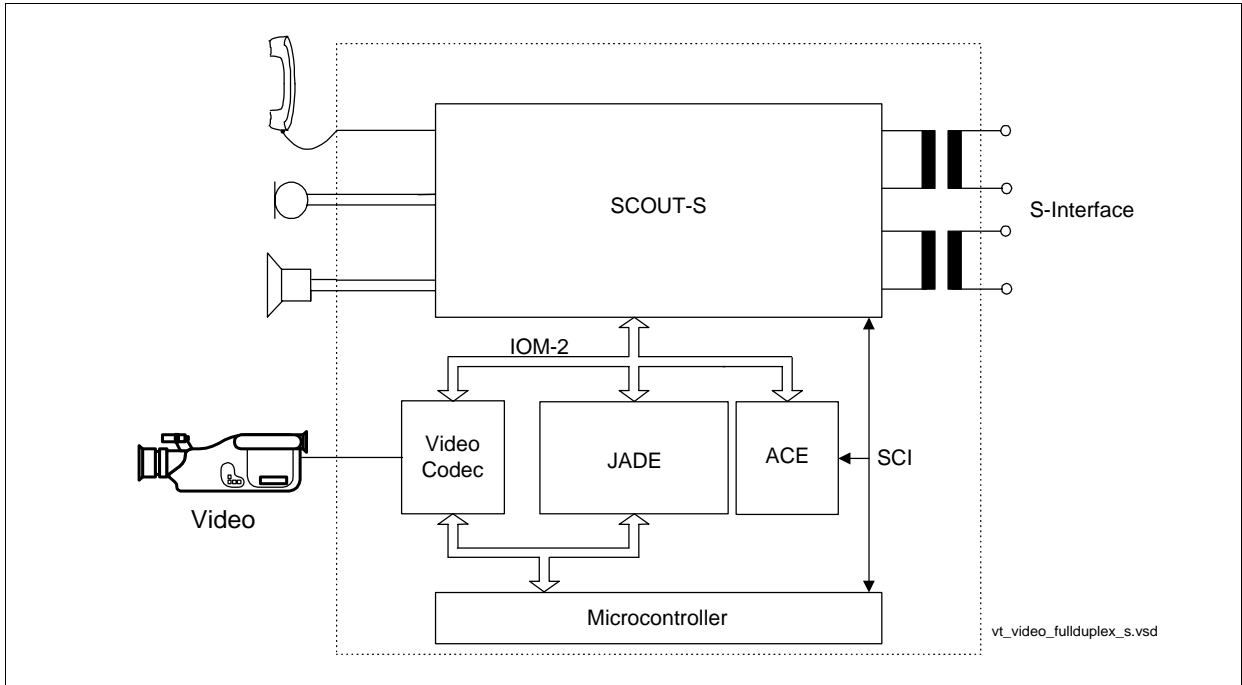 SCOUT-S
S-Interface
IOM-2
Video
Codec
JADE
ACE
SCI
Video
Microcontroller
vt_video_fullduplex_s.vsd